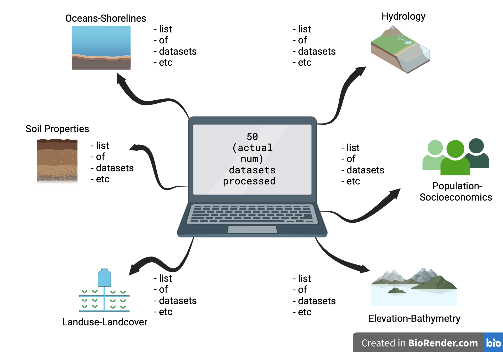 Oceans-Shorelines
- list
- of
- datasets
- etc
Hydrology
- list
- of
- datasets
- etc
Soil Properties
- list
- of
- datasets
- etc
50
(actual
num)
datasets
processed
- list
- of
- datasets
- etc
Population-
Socioeconomics
Landuse-Landcover
- list
- of
- datasets
- etc
- list
- of
- datasets
- etc
Elevation-Bathymetry
Created in BioRender.com bio